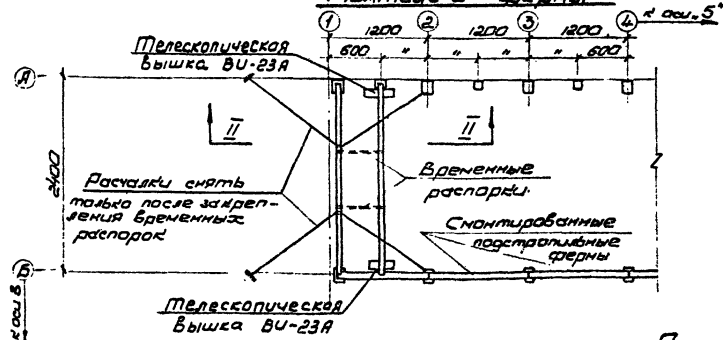 1 2 3 4
к оси „5"
1200 1200 1200
600 " " " " 600
Телескопическая
вышка ВИ-23А
А
II II
2400
Расчалки снять
только после закреп-
ления временных
распорок
Временные
распорки.
Смонтированные
подстропильные
фермы
Б
к оси В
Телескопическая
вышка ВИ-23А